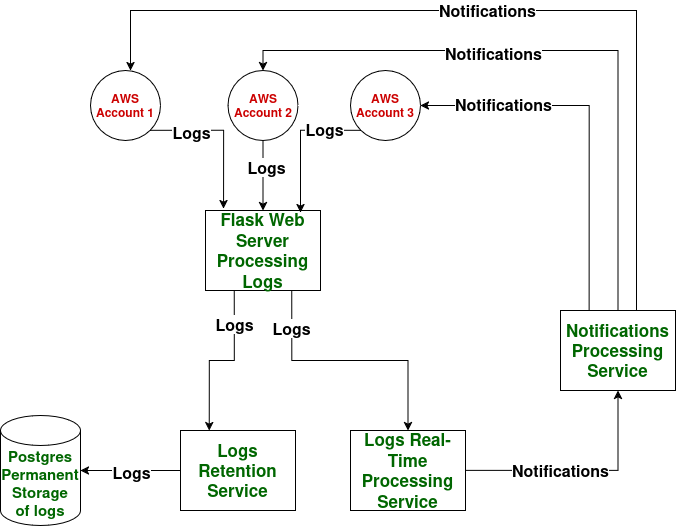 Notifications
Notifications
AWS
Account 1
AWS
Account 2
AWS
Account 3
Notifications
Logs
Logs
Logs
Flask Web
Server
Processing
Logs
Logs
Logs
Notifications
Processing
Service
Postgres
Permanent
Storage
of logs
Logs
Logs
Retention
Service
Logs Real-
Time
Processing
Service
Notifications